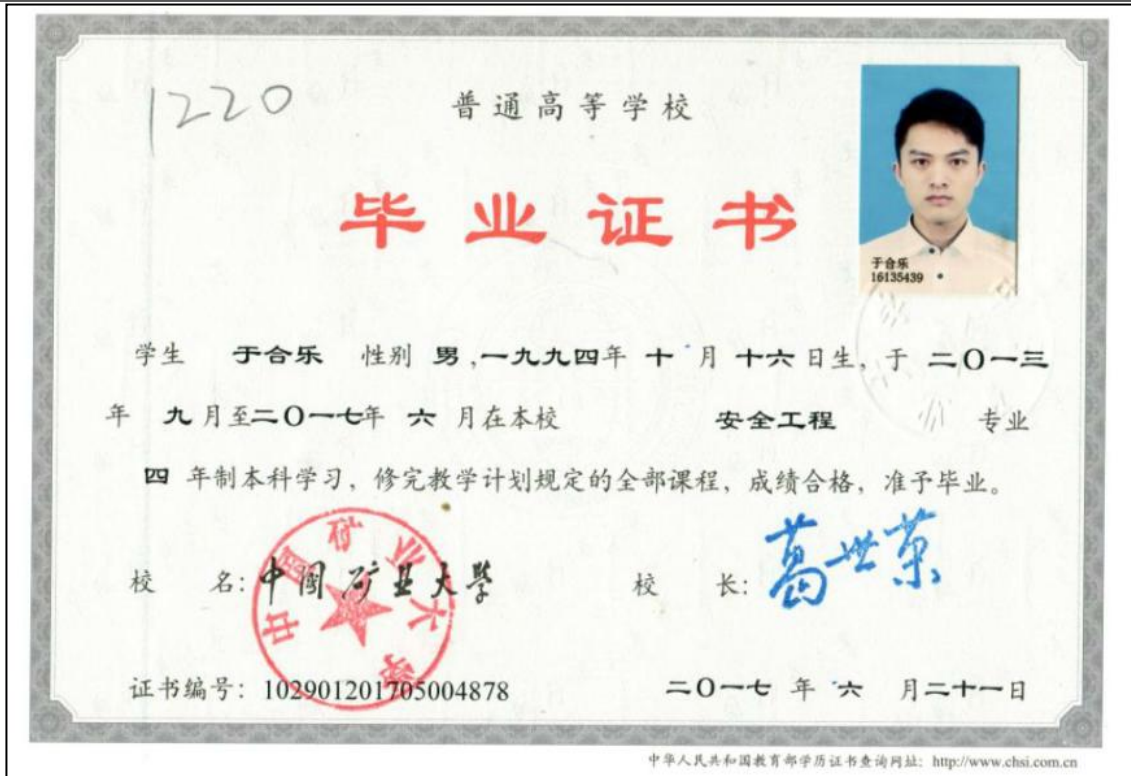 1220
普通高等学校
毕业证书
于合乐
16135439
学生 于合乐 性别 男,一九九四年 十 月 十六 日生, 于 二〇一三
年 九 月至二〇一七年 六 月在本校 安全工程 专业
四 年制本科学习, 修完教学计划规定的全部课程, 成绩合格, 准予毕业。
校 名: 中国矿业大学
中国矿业大学
校 长: 葛世荣
证书编号: 102901201705004878
二〇一七 年 六 月二十一日
中华人民共和国教育部学历证书查询网址: http://www.chsi.com.cn